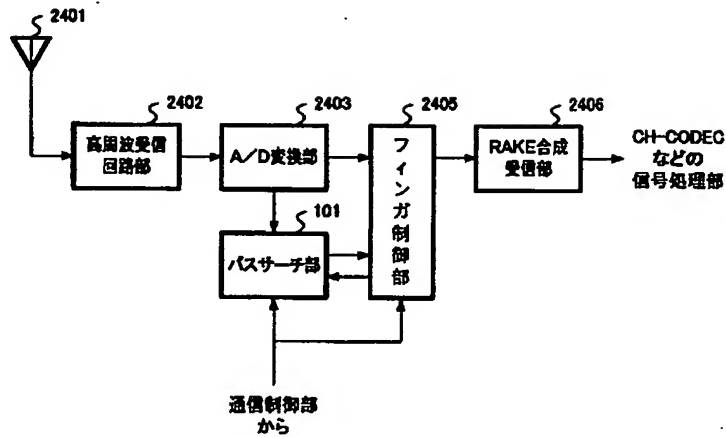 2401
2402
2403
2405
2406
高周波受信
回路部
A/D変換部
フィンガ制御部
RAKE合成
受信部
CH-CODEC
などの
信号処理部
101
パスサーチ部
通信制御部
から